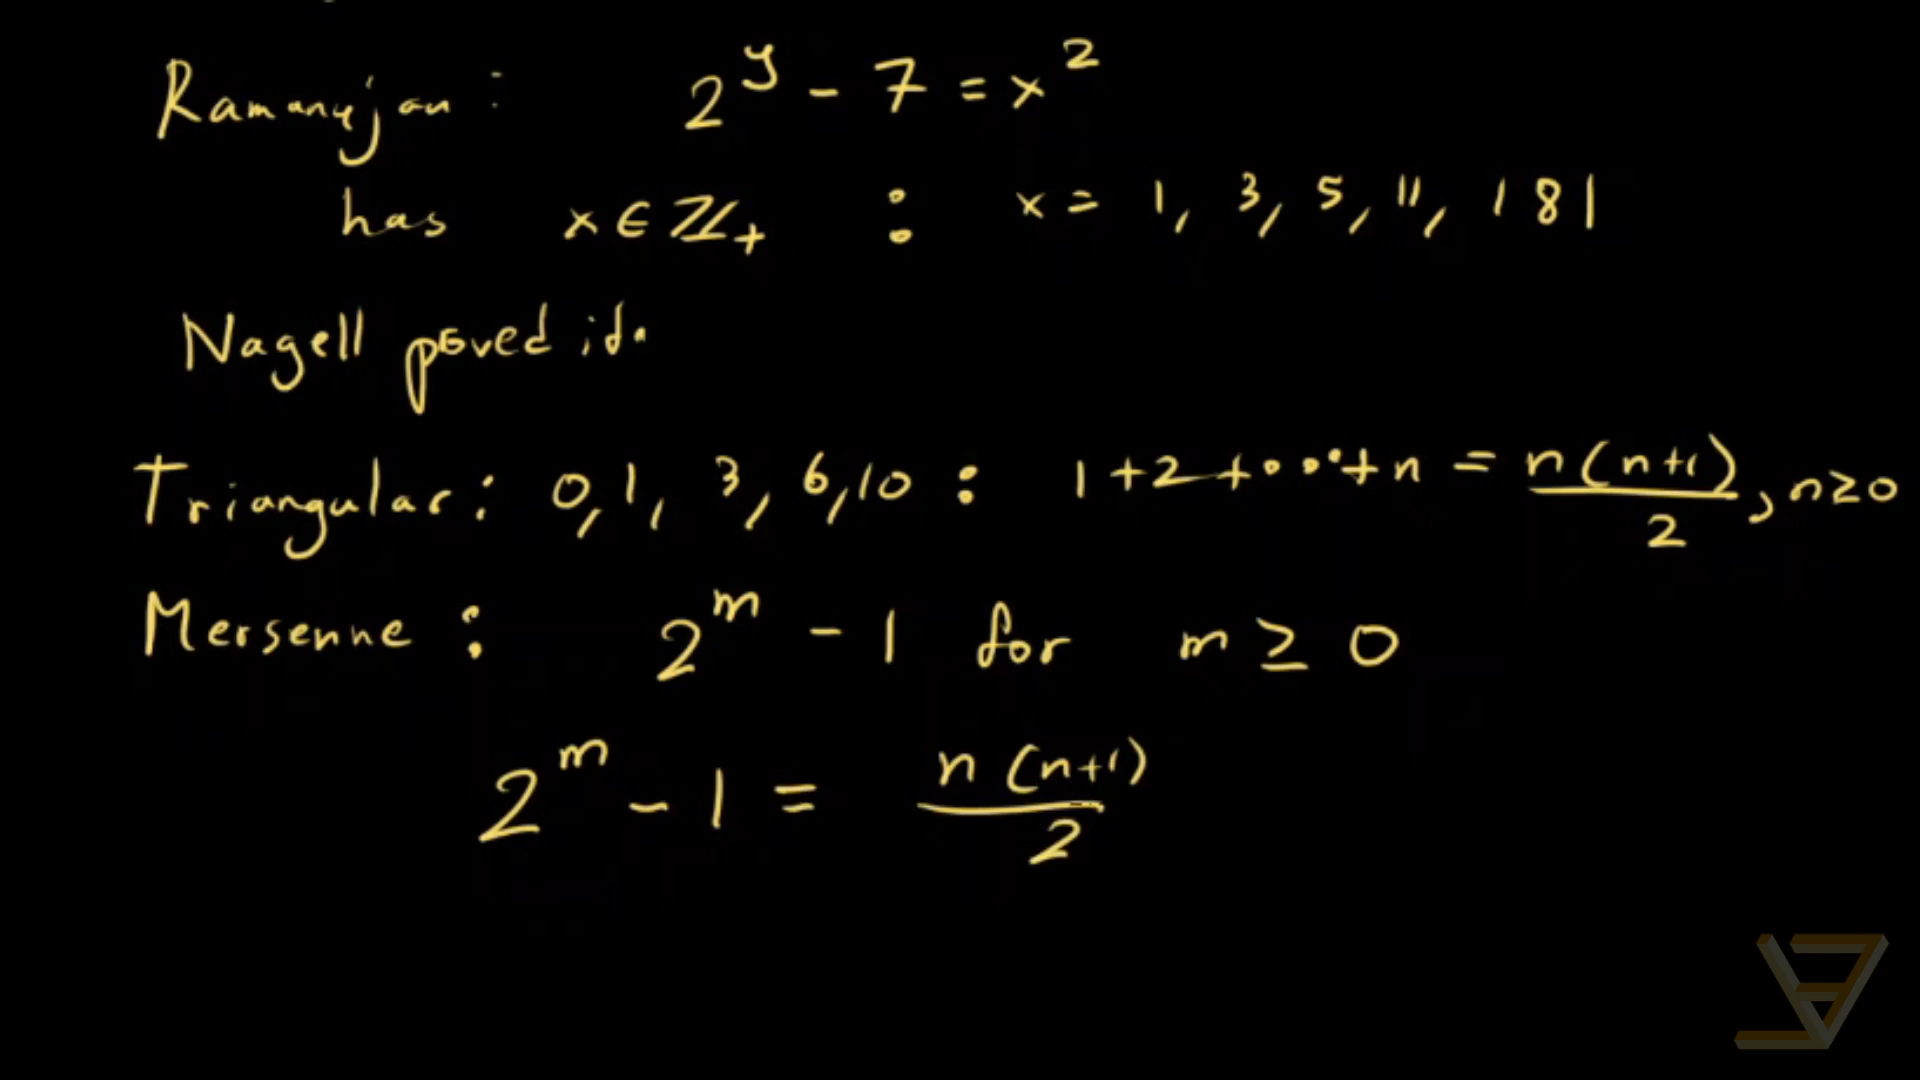 Ramanujan : 2^y - 7 = x^2
has x ∈ ℤ_+ : x = 1, 3, 5, 11, 181
Nagell proved it.
Triangular : 0, 1, 3, 6, 10 : 1 + 2 + ... + n = n(n+1)/2 , n ≥ 0
Mersenne : 2^m - 1 for m ≥ 0
2^m - 1 = n(n+1)/2